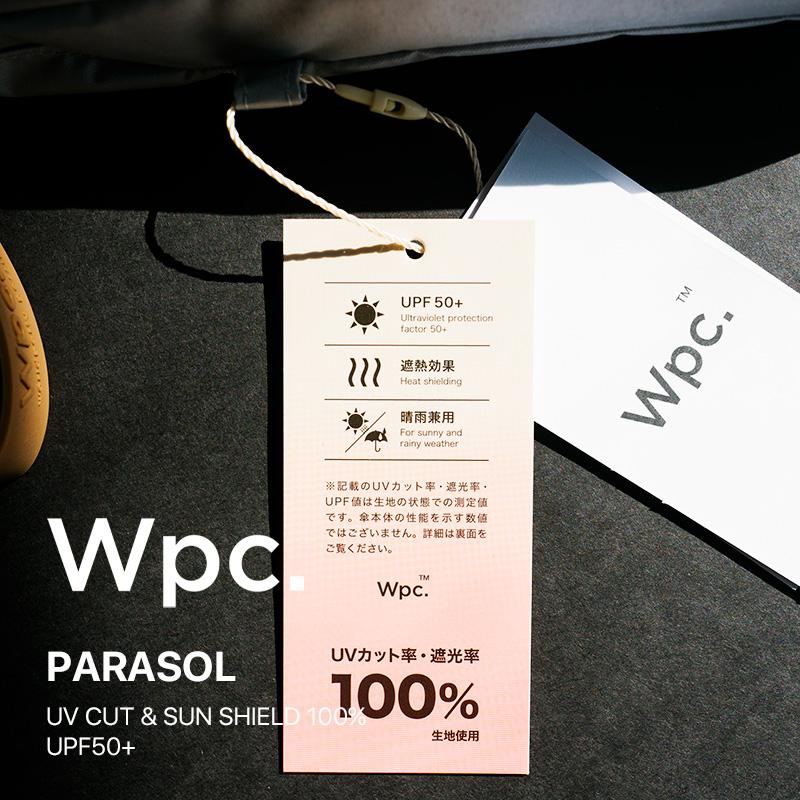 UPF 50+
Ultraviolet protection
factor 50+
遮熱効果
Heat shielding
晴雨兼用
For sunny and
rainy weather
※記載のUVカット率・遮光率・
UPF値は生地の状態での測定値
です。傘本体の性能を示す数値
ではございません。詳細は裏面を
ご覧ください。
Wpc.™
UVカット率・遮光率
100%
生地使用
Wpc.™
Wpc.
Wpc.
PARASOL
UV CUT & SUN SHIELD 100%
UPF50+